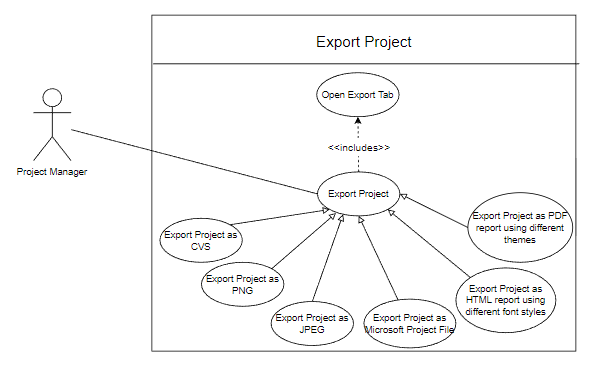 Export Project
Open Export Tab
<<includes>>
Project Manager
Export Project
Export Project as PDF
report using different
themes
Export Project as
CVS
Export Project as
PNG
Export Project as
HTML report using
different font styles
Export Project as
JPEG
Export Project as
Microsoft Project File